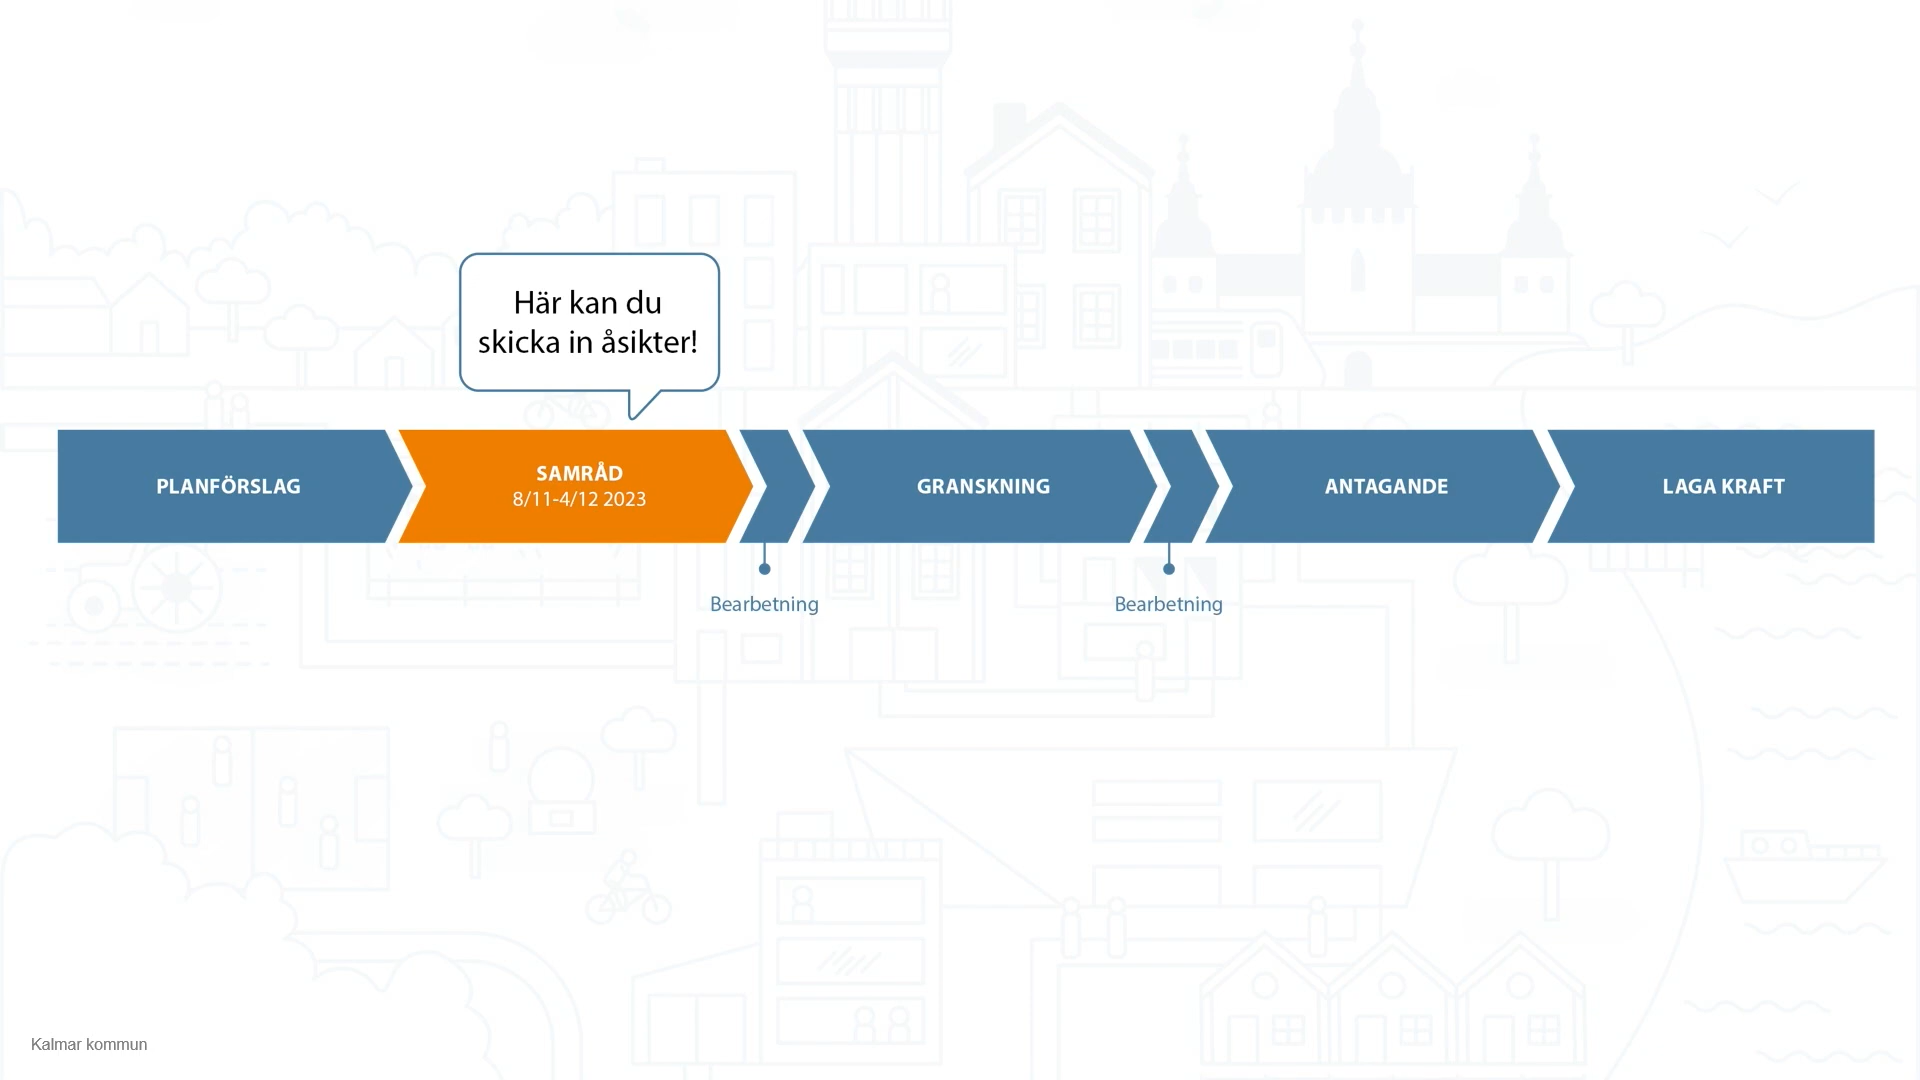 Här kan du
skicka in åsikter!
PLANFÖRSLAG
SAMRÅD
8/11-4/12 2023
GRANSKNING
ANTAGANDE
LAGA KRAFT
Bearbetning
Bearbetning
Kalmar kommun